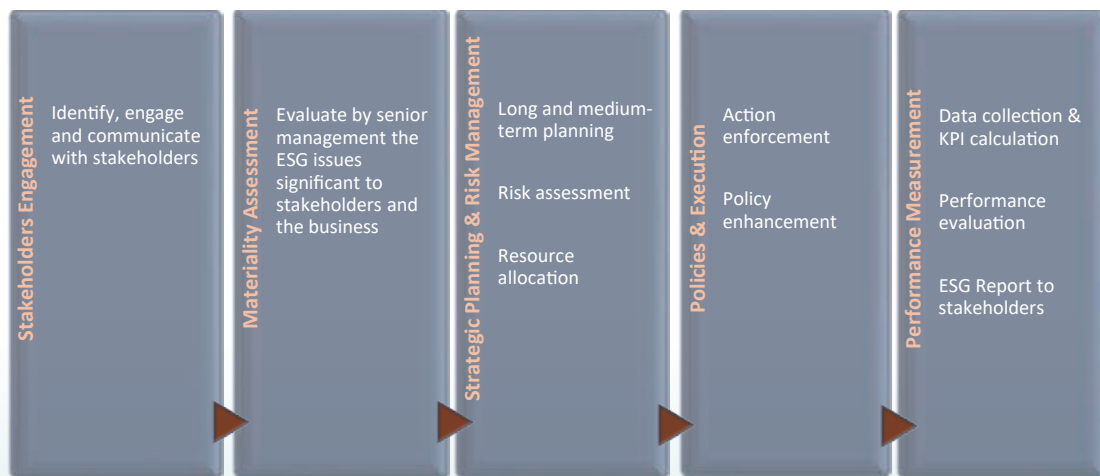 Stakeholders Engagement
Identify, engage
and communicate
with stakeholders
Materiality Assessment
Evaluate by senior
management the
ESG issues
significant to
stakeholders and
the business
Strategic Planning & Risk Management
Long and medium-
term planning
Risk assessment
Resource
allocation
Policies & Execution
Action
enforcement
Policy
enhancement
Performance Measurement
Data collection &
KPI calculation
Performance
evaluation
ESG Report to
stakeholders